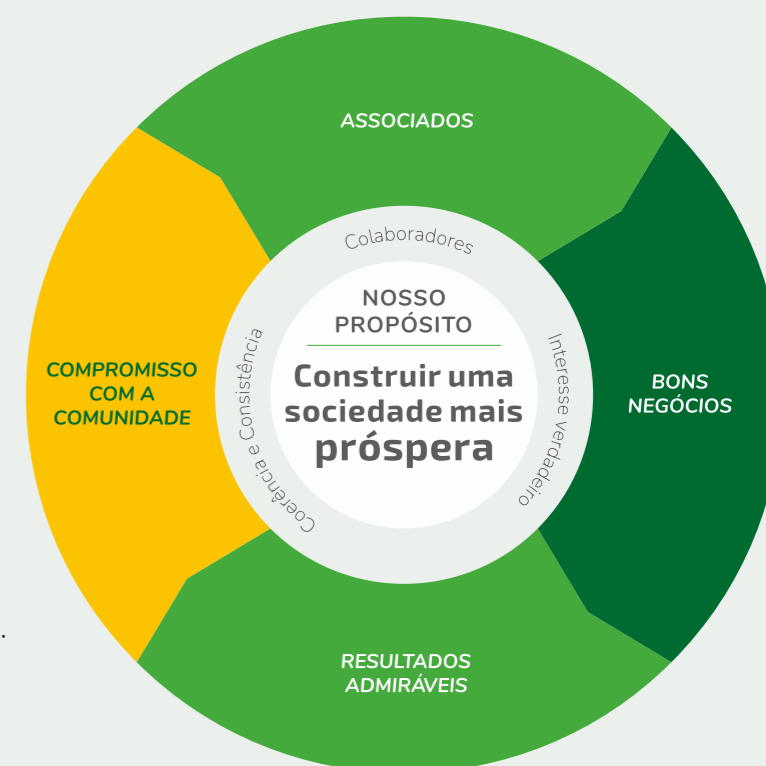 ASSOCIADOS
Colaboradores
NOSSO
PROPÓSITO
Construir uma
sociedade mais
próspera
Coerência e Consistência
Interesse verdadeiro
COMPROMISSO
COM A
COMUNIDADE
BONS
NEGÓCIOS
RESULTADOS
ADMIRÁVEIS
.